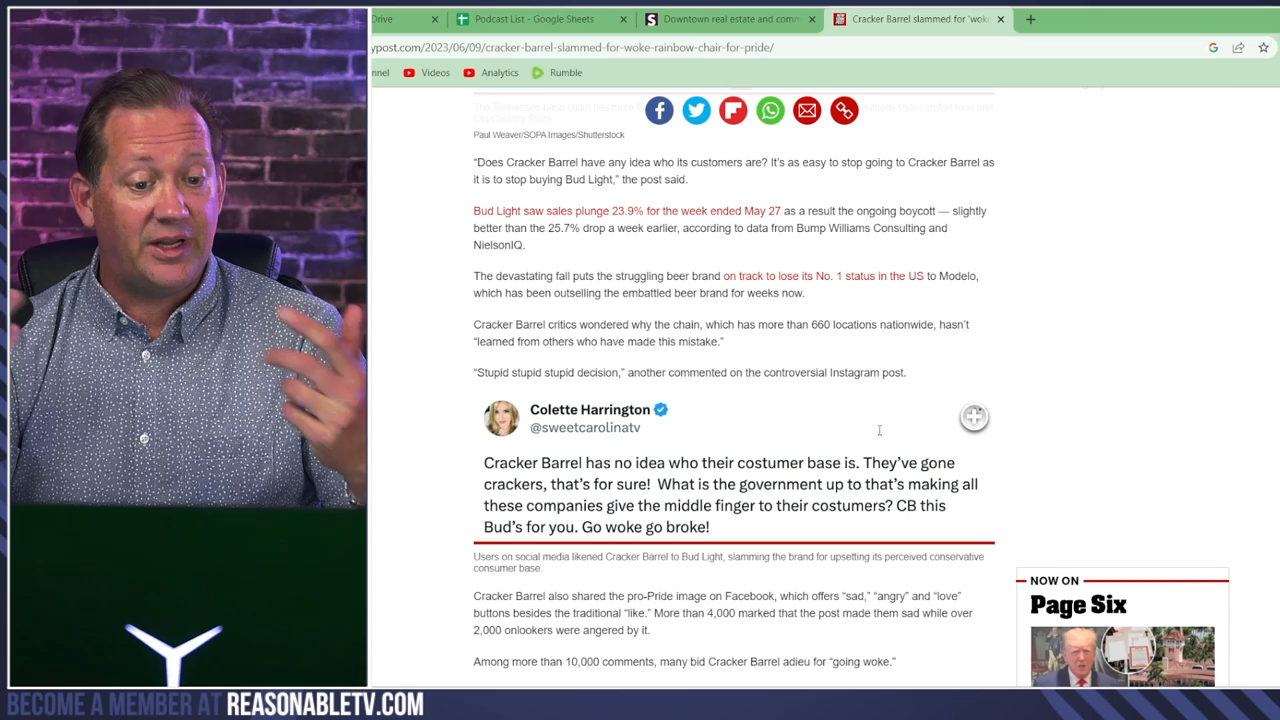 Drive
Podcast List - Google Sheets
Downtown real estate and comm
Cracker Barrel slammed for 'wok
ypost.com/2023/06/09/cracker-barrel-slammed-for-woke-rainbow-chair-for-pride/
nnel
Videos
Analytics
Rumble
Paul Weaver/SOPA Images/Shutterstock
“Does Cracker Barrel have any idea who its customers are? It’s as easy to stop going to Cracker Barrel as
it is to stop buying Bud Light,” the post said.
Bud Light saw sales plunge 23.9% for the week ended May 27 as a result the ongoing boycott — slightly
better than the 25.7% drop a week earlier, according to data from Bump Williams Consulting and
NielsonIQ.
The devastating fall puts the struggling beer brand on track to lose its No. 1 status in the US to Modelo,
which has been outselling the embattled beer brand for weeks now.
Cracker Barrel critics wondered why the chain, which has more than 660 locations nationwide, hasn’t
“learned from others who have made this mistake.”
“Stupid stupid stupid decision,” another commented on the controversial Instagram post.
Colette Harrington
@sweetcarolinatv
Cracker Barrel has no idea who their costumer base is. They’ve gone
crackers, that’s for sure! What is the government up to that’s making all
these companies give the middle finger to their costumers? CB this
Bud’s for you. Go woke go broke!
Users on social media likened Cracker Barrel to Bud Light, slamming the brand for upsetting its perceived conservative
consumer base.
Cracker Barrel also shared the pro-Pride image on Facebook, which offers “sad,” “angry” and “love”
buttons besides the traditional “like.” More than 4,000 marked that the post made them sad while over
2,000 onlookers were angered by it.
Among more than 10,000 comments, many bid Cracker Barrel adieu for “going woke.”
NOW ON
Page Six
BECOME A MEMBER AT REASONABLETV.COM